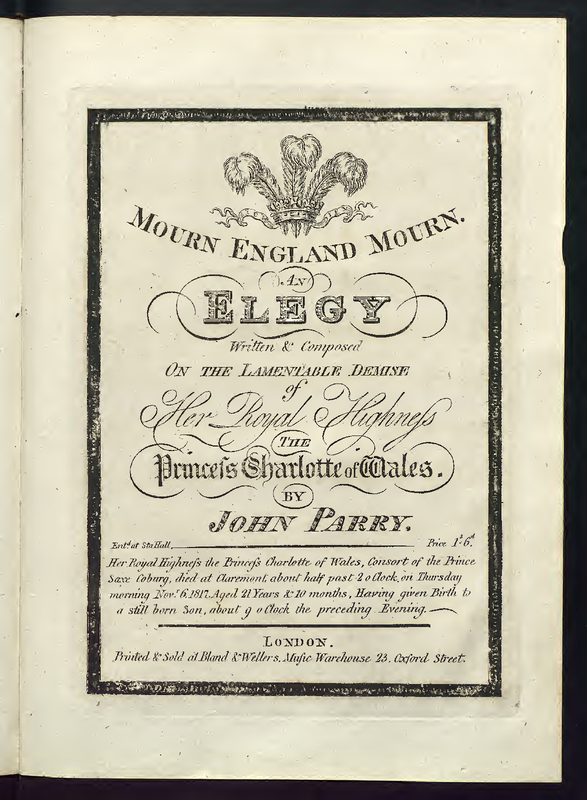 MOURN ENGLAND MOURN.
AN
ELEGY
Written & Composed
ON THE LAMENTABLE DEMISE
of
Her Royal Highneſs
THE
Princeſs Charlotte of Wales.
BY
JOHN PARRY.
Ent.d at Sta Hall. Price 1s 6d
Her Royal Highneſs the Princeſs Charlotte of Wales, Consort of the Prince
Saxe Coburg, died at Claremont about half past 2 o Clock, on Thursday
morning Nov.r 6. 1817. Aged 21 Years & 10 months, Having given Birth to
a still born Son, about 9 o Clock the preceding Evening.
LONDON.
Printed & Sold at Bland & Wellers, Muſic Warehouse 23. Oxford Street.